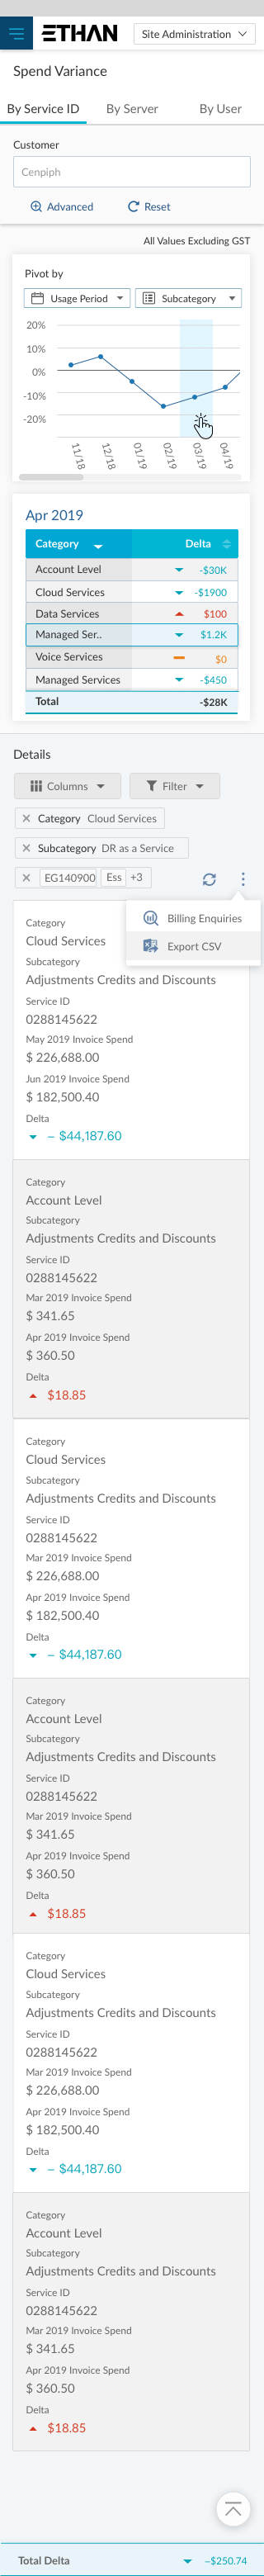 ETHAN
Site Administration
Spend Variance
By Service ID By Server By User
Customer
Cenpiph
Advanced Reset
All Values Excluding GST
Pivot by
Usage Period Subcategory
20%
10%
0%
-10%
-20%
11/18 12/18 01/19 02/19 03/19 04/19
Apr 2019
Category Delta
Account Level -$30K
Cloud Services -$1900
Data Services $100
Managed Ser.. $1.2K
Voice Services $0
Managed Services -$450
Total -$28K
Details
Columns Filter
Category Cloud Services
Subcategory DR as a Service
EG140900 Ess +3
Billing Enquiries
Export CSV
Category
Cloud Services
Subcategory
Adjustments Credits and Discounts
Service ID
0288145622
May 2019 Invoice Spend
$ 226,688.00
Jun 2019 Invoice Spend
$ 182,500.40
Delta
– $44,187.60
Category
Account Level
Subcategory
Adjustments Credits and Discounts
Service ID
0288145622
Mar 2019 Invoice Spend
$ 341.65
Apr 2019 Invoice Spend
$ 360.50
Delta
$18.85
Category
Cloud Services
Subcategory
Adjustments Credits and Discounts
Service ID
0288145622
Mar 2019 Invoice Spend
$ 226,688.00
Apr 2019 Invoice Spend
$ 182,500.40
Delta
– $44,187.60
Category
Account Level
Subcategory
Adjustments Credits and Discounts
Service ID
0288145622
Mar 2019 Invoice Spend
$ 341.65
Apr 2019 Invoice Spend
$ 360.50
Delta
$18.85
Category
Cloud Services
Subcategory
Adjustments Credits and Discounts
Service ID
0288145622
Mar 2019 Invoice Spend
$ 226,688.00
Apr 2019 Invoice Spend
$ 182,500.40
Delta
– $44,187.60
Category
Account Level
Subcategory
Adjustments Credits and Discounts
Service ID
0288145622
Mar 2019 Invoice Spend
$ 341.65
Apr 2019 Invoice Spend
$ 360.50
Delta
$18.85
Total Delta –$250.74